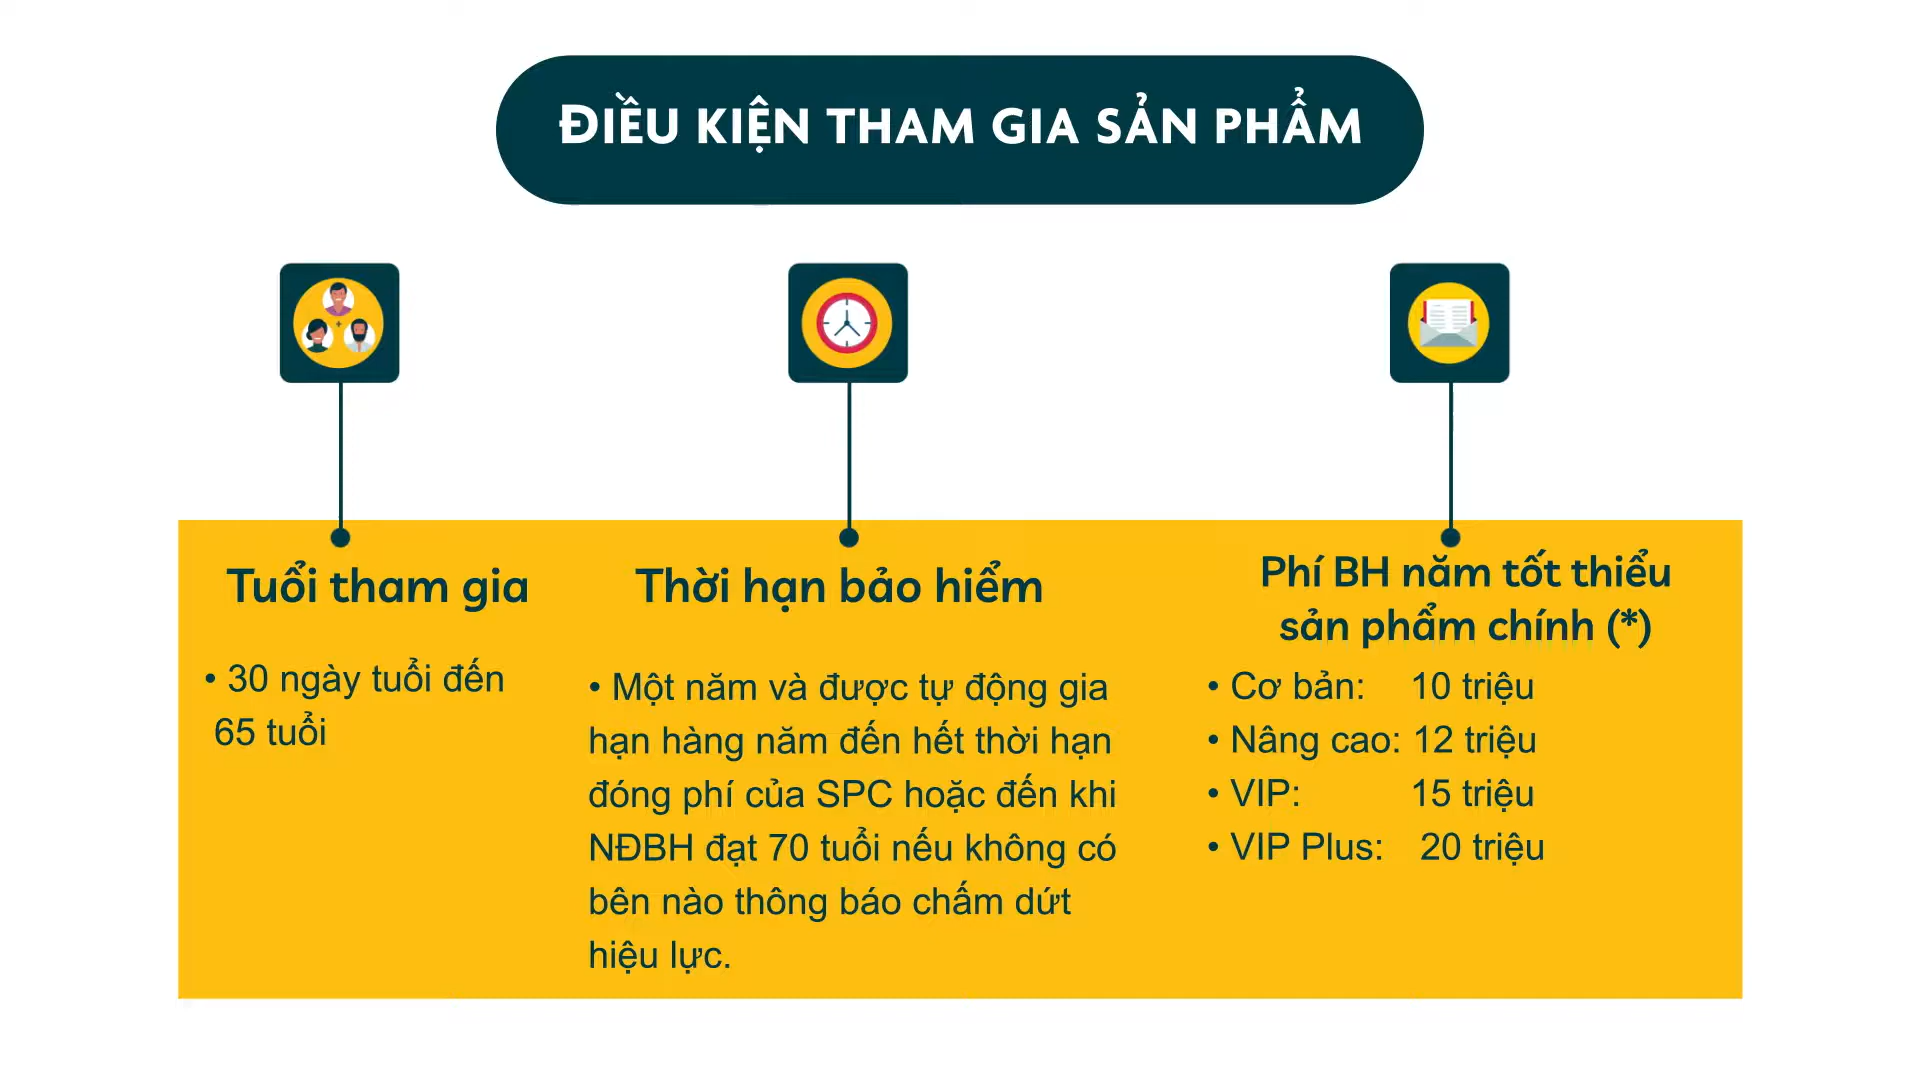 ĐIỀU KIỆN THAM GIA SẢN PHẨM
Tuổi tham gia
• 30 ngày tuổi đến
65 tuổi
Thời hạn bảo hiểm
• Một năm và được tự động gia
hạn hàng năm đến hết thời hạn
đóng phí của SPC hoặc đến khi
NĐBH đạt 70 tuổi nếu không có
bên nào thông báo chấm dứt
hiệu lực.
Phí BH năm tốt thiểu
sản phẩm chính (*)
• Cơ bản: 10 triệu
• Nâng cao: 12 triệu
• VIP: 15 triệu
• VIP Plus: 20 triệu